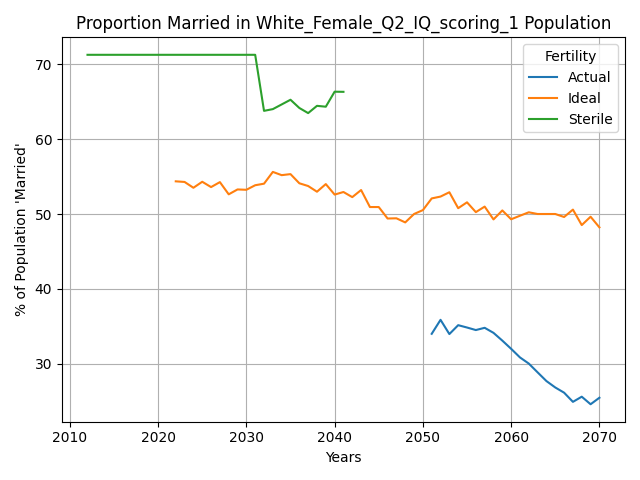 Proportion Married in White_Female_Q2_IQ_scoring_1 Population
% of Population 'Married'
70
60
50
40
30
Fertility
Actual
Ideal
Sterile
2010 2020 2030 2040 2050 2060 2070
Years